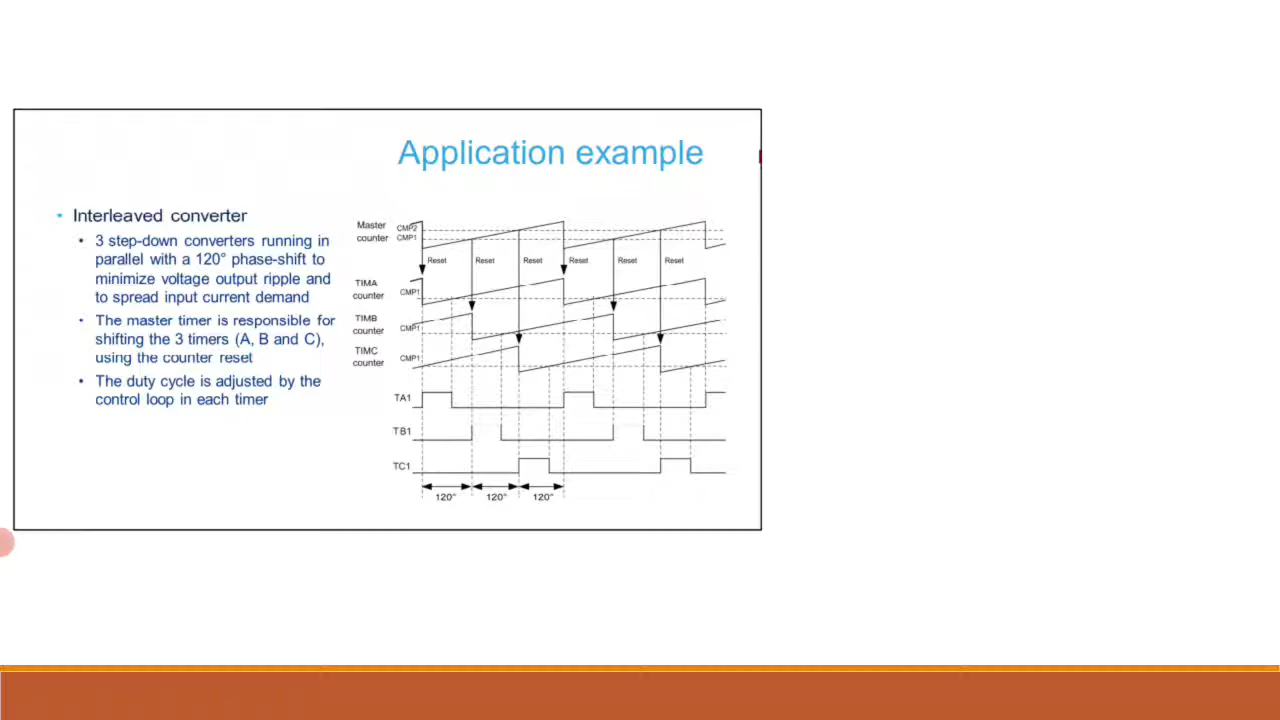 Application example
• Interleaved converter
• 3 step-down converters running in
parallel with a 120° phase-shift to
minimize voltage output ripple and
to spread input current demand
• The master timer is responsible for
shifting the 3 timers (A, B and C),
using the counter reset
• The duty cycle is adjusted by the
control loop in each timer
Master
counter
CMP2
CMP1
Reset Reset Reset Reset Reset Reset
TIMA
counter
CMP1
TIMB
counter
CMP1
TIMC
counter
CMP1
TA1
TB1
TC1
120° 120° 120°